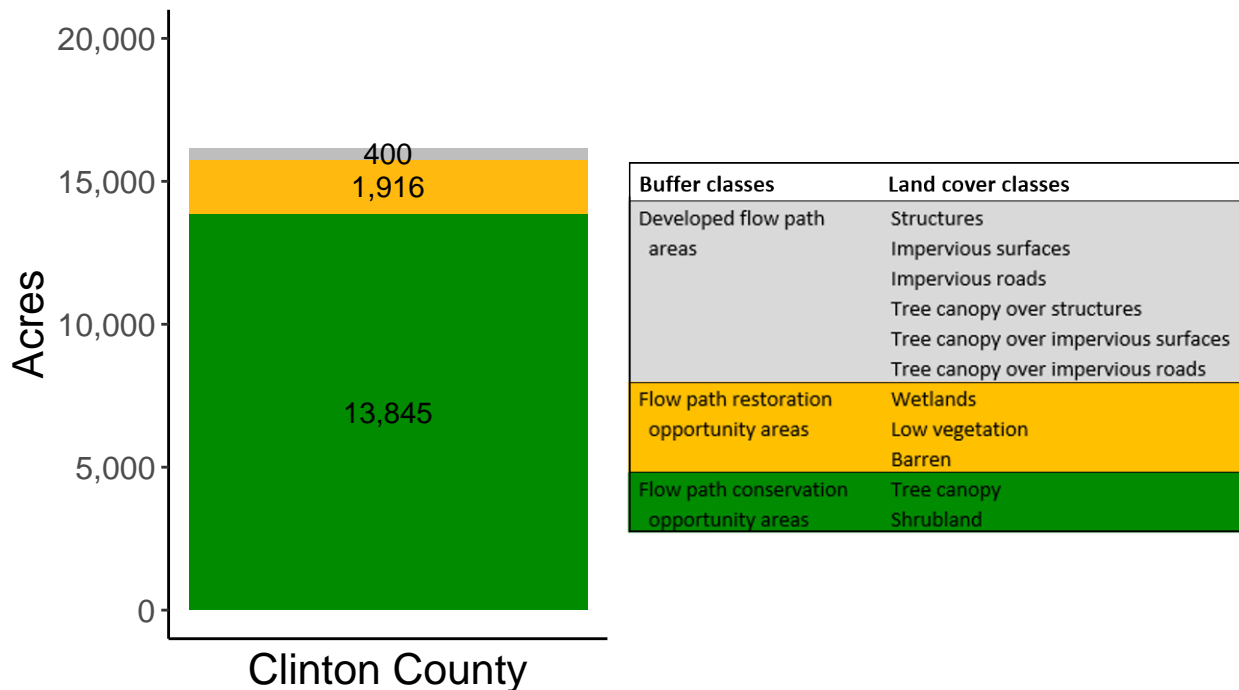 20,000
15,000
10,000
5,000
0
Acres
400
1,916
13,845
Clinton County
Buffer classes Land cover classes
Developed flow path Structures
areas Impervious surfaces
Impervious roads
Tree canopy over structures
Tree canopy over impervious surfaces
Tree canopy over impervious roads
Flow path restoration Wetlands
opportunity areas Low vegetation
Barren
Flow path conservation Tree canopy
opportunity areas Shrubland